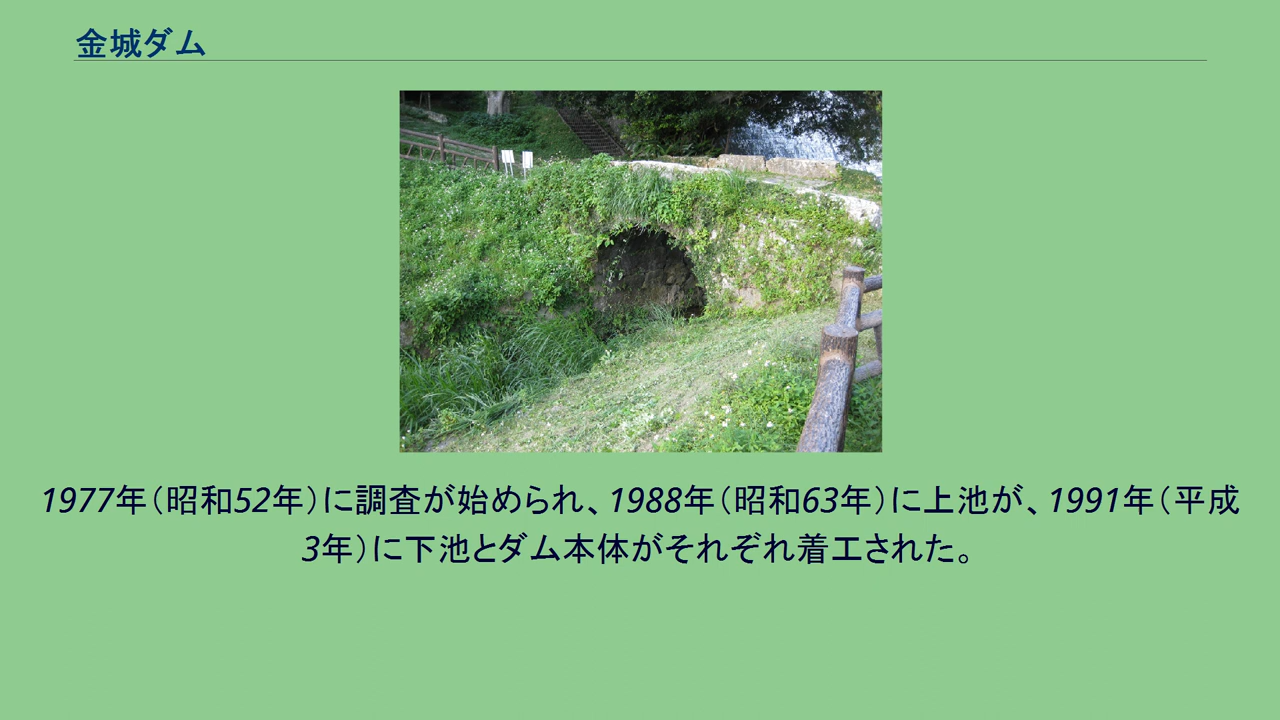 金城ダム
1977年（昭和52年）に調査が始められ、1988年（昭和63年）に上池が、1991年（平成
3年）に下池とダム本体がそれぞれ着工された。